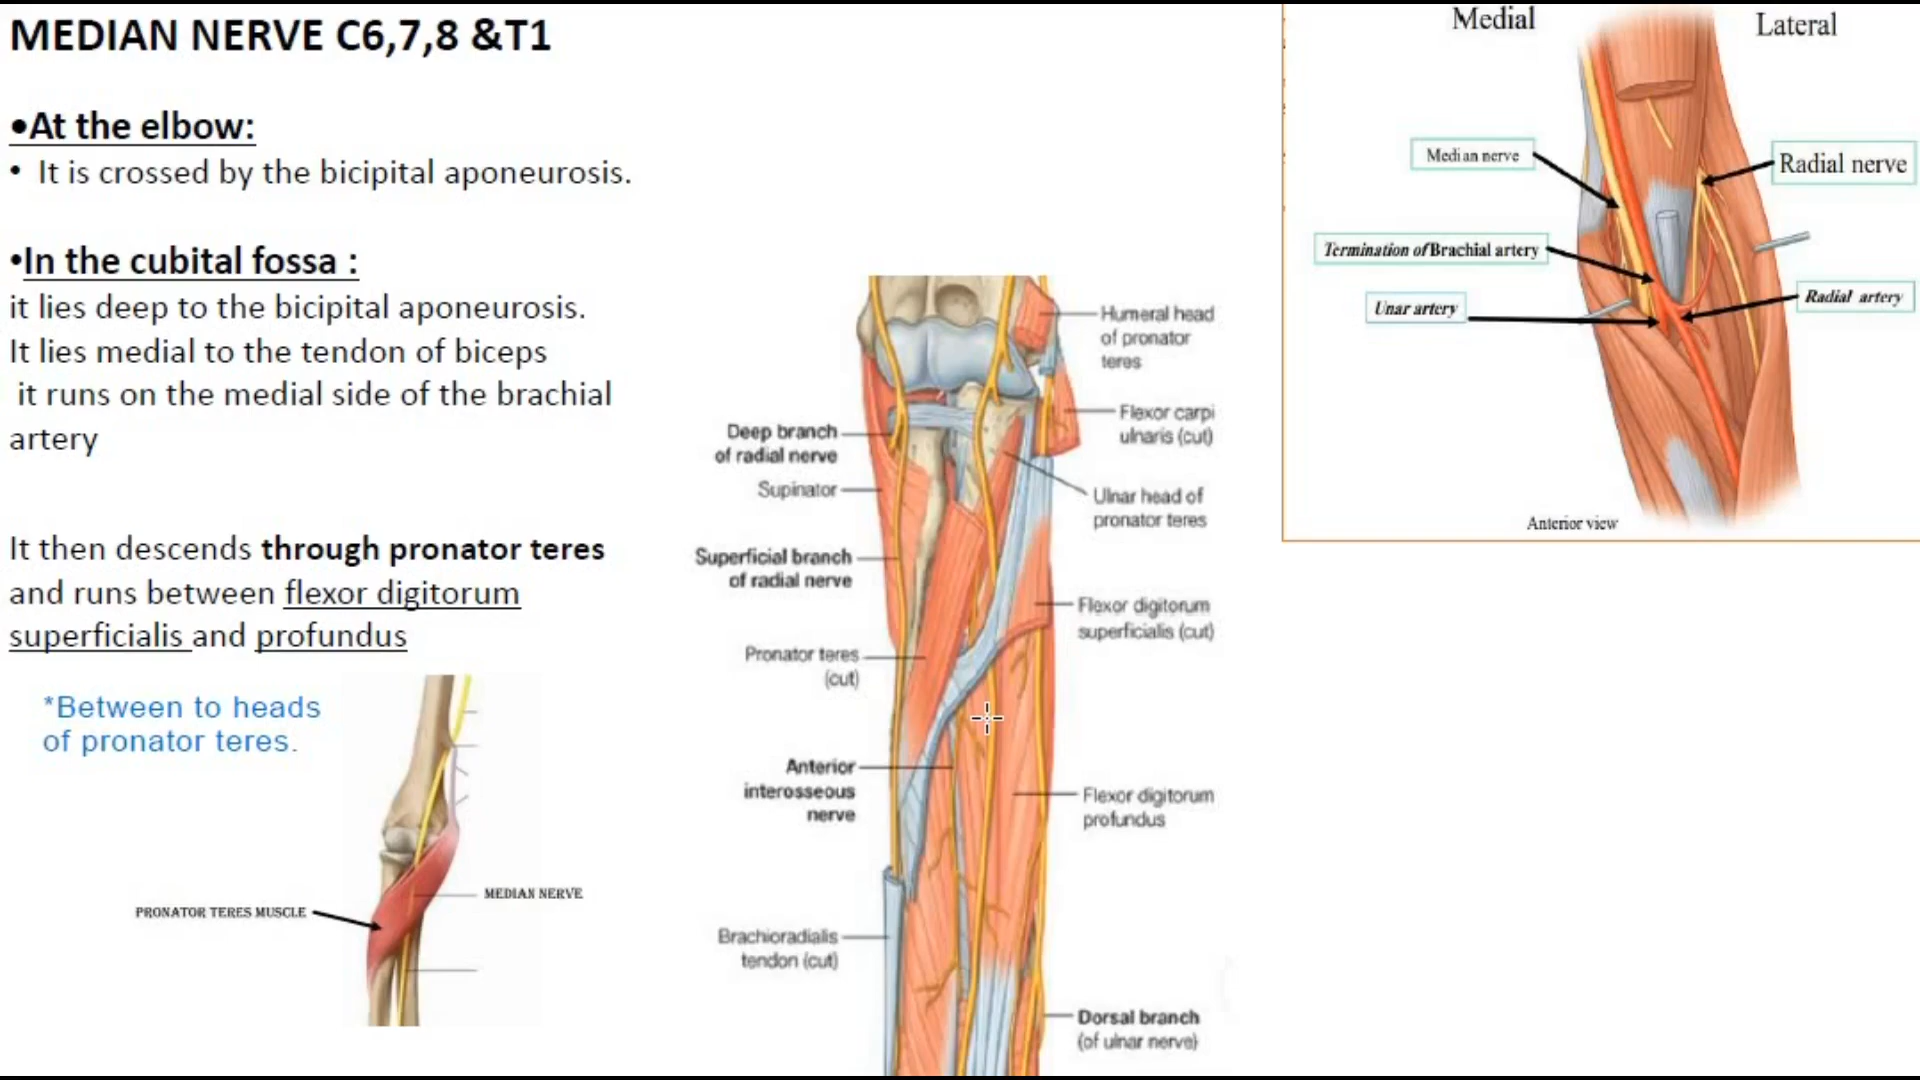 MEDIAN NERVE C6,7,8 &T1
•At the elbow:
• It is crossed by the bicipital aponeurosis.
•In the cubital fossa :
it lies deep to the bicipital aponeurosis.
It lies medial to the tendon of biceps
it runs on the medial side of the brachial
artery
It then descends through pronator teres
and runs between flexor digitorum
superficialis and profundus
*Between to heads
of pronator teres.
PRONATOR TERES MUSCLE
MEDIAN NERVE
Deep branch
of radial nerve
Supinator
Superficial branch
of radial nerve
Pronator teres
(cut)
Anterior
interosseous
nerve
Brachioradialis
tendon (cut)
Humeral head
of pronator
teres
Flexor carpi
ulnaris (cut)
Ulnar head of
pronator teres
Flexor digitorum
superficialis (cut)
Flexor digitorum
profundus
Dorsal branch
(of ulnar nerve)
Medial
Lateral
Median nerve
Radial nerve
Termination of Brachial artery
Unar artery
Radial artery
Anterior view